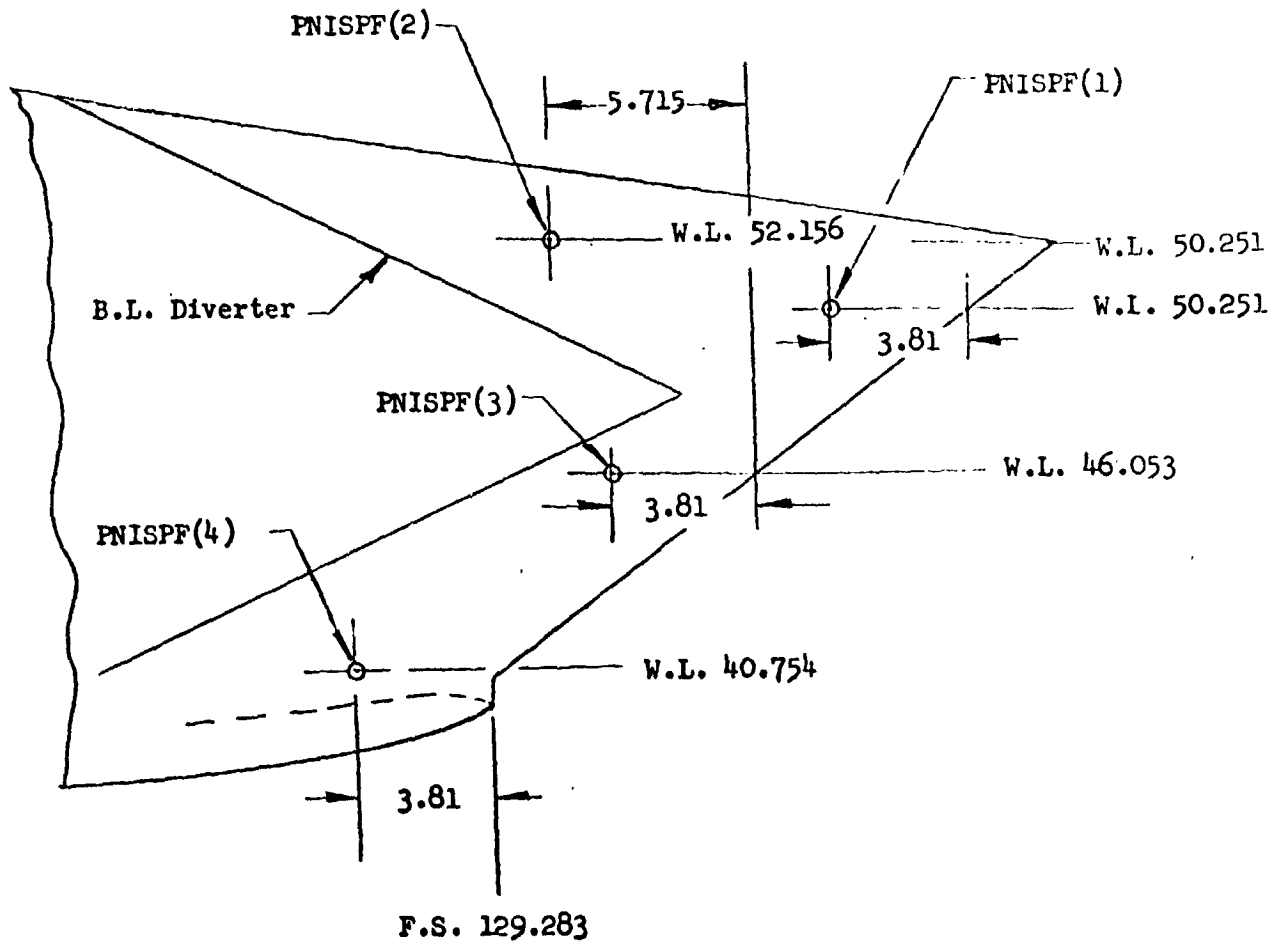 PNISPF(2)
5.715
PNISPF(1)
W.L. 52.156
W.L. 50.251
B.L. Diverter
W.L. 50.251
3.81
PNISPF(3)
W.L. 46.053
3.81
PNISPF(4)
W.L. 40.754
3.81
F.S. 129.283